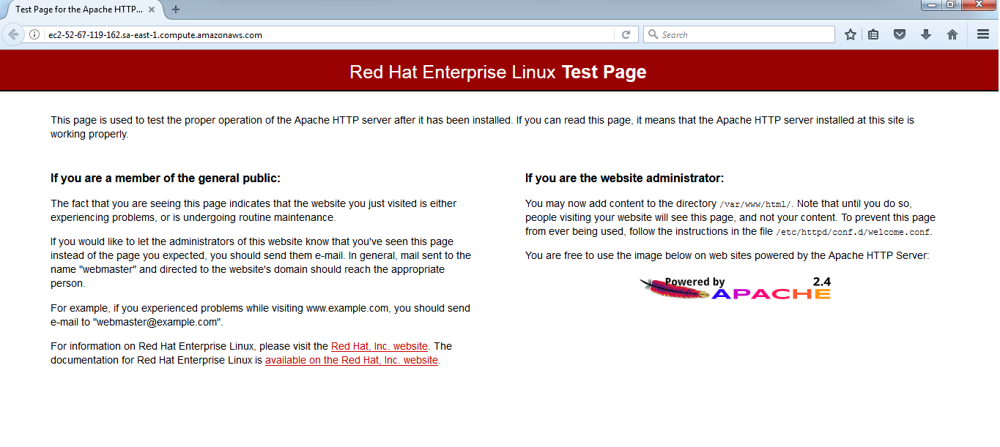 Test Page for the Apache HTTP...
ec2-52-67-119-162.sa-east-1.compute.amazonaws.com
Search
Red Hat Enterprise Linux Test Page
This page is used to test the proper operation of the Apache HTTP server after it has been installed. If you can read this page, it means that the Apache HTTP server installed at this site is
working properly.
If you are a member of the general public:
The fact that you are seeing this page indicates that the website you just visited is either
experiencing problems, or is undergoing routine maintenance.
If you would like to let the administrators of this website know that you've seen this page
instead of the page you expected, you should send them e-mail. In general, mail sent to the
name "webmaster" and directed to the website's domain should reach the appropriate
person.
For example, if you experienced problems while visiting www.example.com, you should send
e-mail to "webmaster@example.com".
For information on Red Hat Enterprise Linux, please visit the Red Hat, Inc. website. The
documentation for Red Hat Enterprise Linux is available on the Red Hat, Inc. website.
If you are the website administrator:
You may now add content to the directory /var/www/html/. Note that until you do so,
people visiting your website will see this page, and not your content. To prevent this page
from ever being used, follow the instructions in the file /etc/httpd/conf.d/welcome.conf.
You are free to use the image below on web sites powered by the Apache HTTP Server:
Powered by 2.4
APACHE